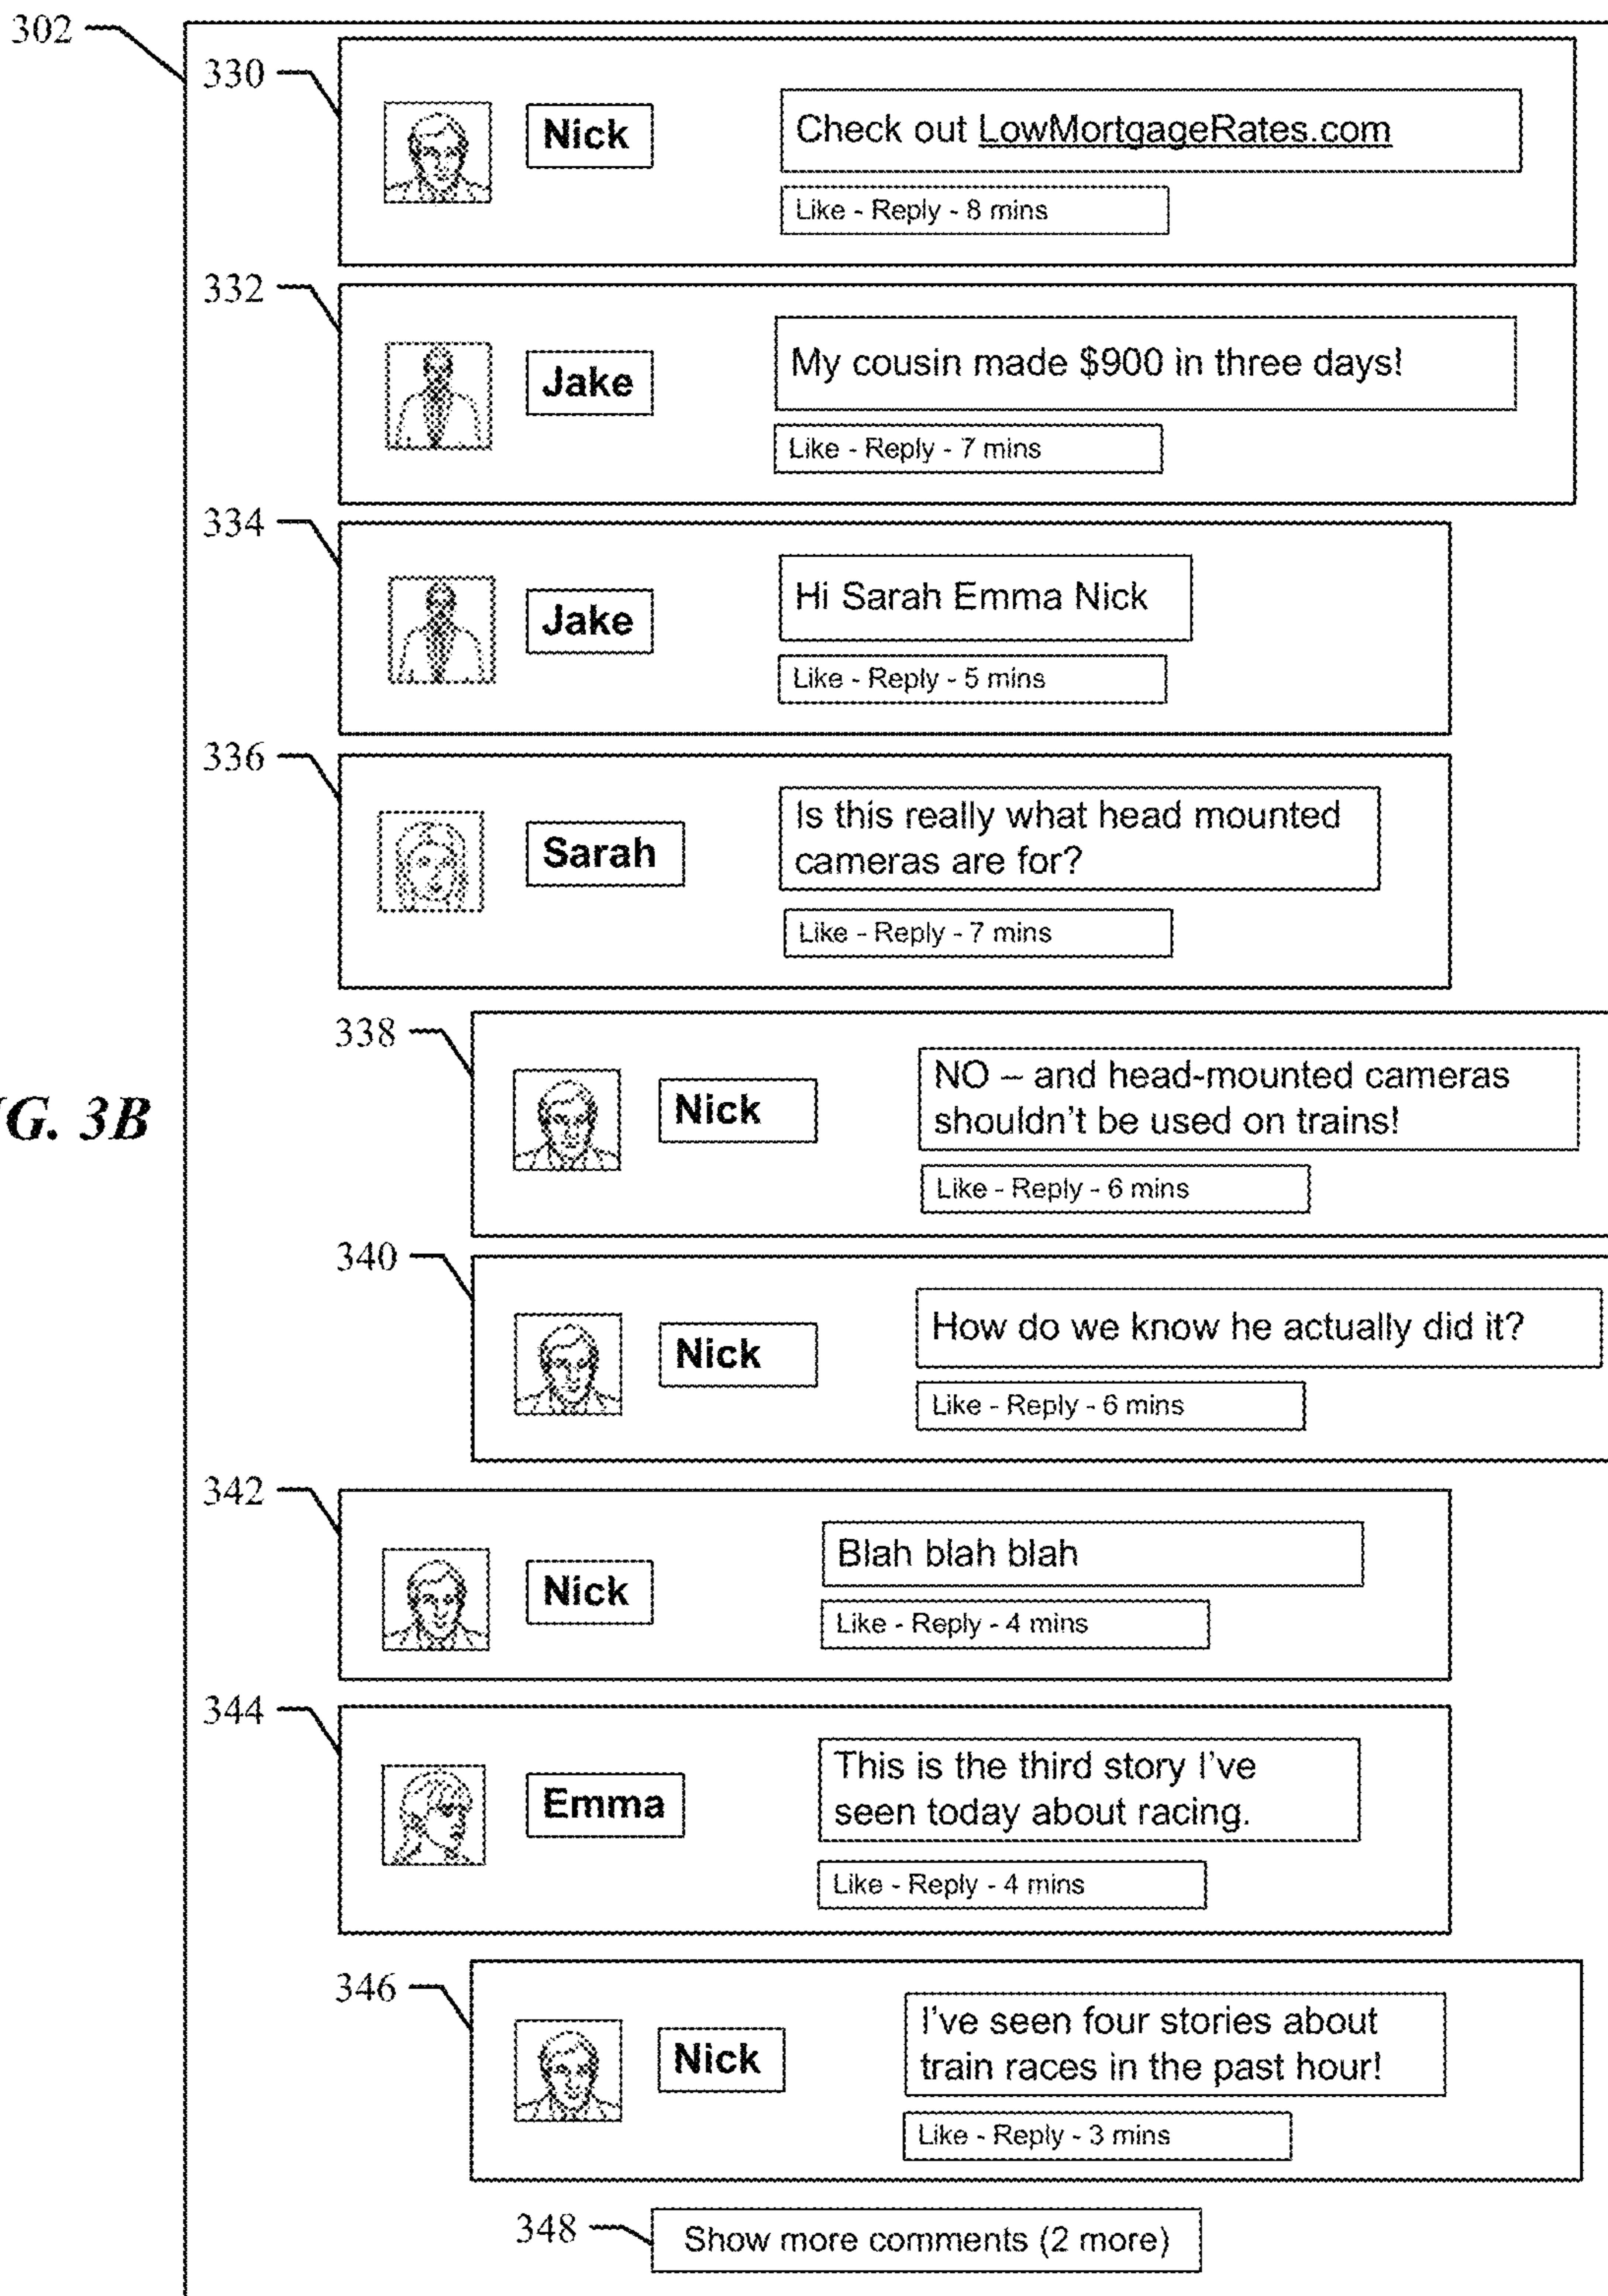 302
330
Nick
Check out LowMortgageRates.com
Like - Reply - 8 mins
332
Jake
My cousin made $900 in three days!
Like - Reply - 7 mins
334
Jake
Hi Sarah Emma Nick
Like - Reply - 5 mins
336
Sarah
Is this really what head mounted
cameras are for?
Like - Reply - 7 mins
338
Nick
NO – and head-mounted cameras
shouldn't be used on trains!
Like - Reply - 6 mins
G. 3B
340
Nick
How do we know he actually did it?
Like - Reply - 6 mins
342
Nick
Blah blah blah
Like - Reply - 4 mins
344
Emma
This is the third story I've
seen today about racing.
Like - Reply - 4 mins
346
Nick
I've seen four stories about
train races in the past hour!
Like - Reply - 3 mins
348
Show more comments (2 more)